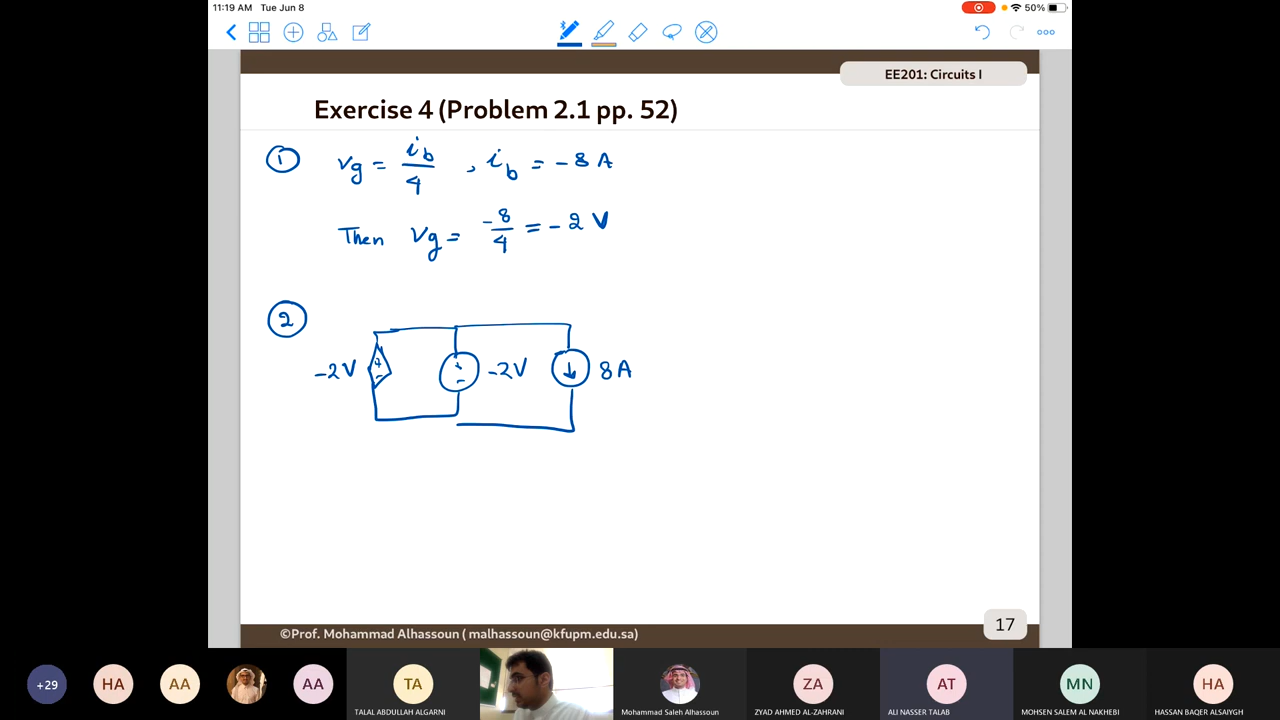 11:19 AM Tue Jun 8
50%
EE201: Circuits I
Exercise 4 (Problem 2.1 pp. 52)
① vg = ib/4 , ib = -8 A
Then vg = -8/4 = -2 V
②
-2V + - + - -2V 8A
17
©Prof. Mohammad Alhassoun ( malhassoun@kfupm.edu.sa)
+29 HA AA AA TA ZA AT MN HA
TALAL ABDULLAH ALGARNI Mohammad Saleh Alhassoun ZYAD AHMED AL-ZAHRANI ALI NASSER TALAB MOHSEN SALEM AL NAKHEBI HASSAN BAQER ALSAIYGH